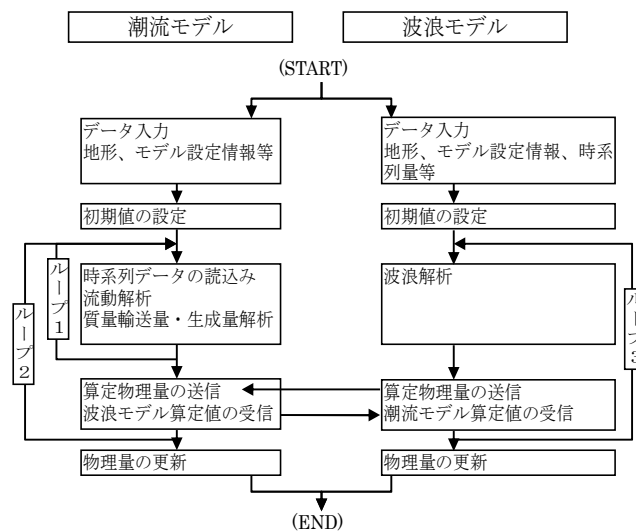 潮流モデル
波浪モデル
(START)
データ入力
地形、モデル設定情報等
データ入力
地形、モデル設定情報、時系
列量等
初期値の設定
初期値の設定
ループ1
ループ2
時系列データの読込み
流動解析
質量輸送量・生成量解析
波浪解析
ループ3
算定物理量の送信
波浪モデル算定値の受信
算定物理量の送信
潮流モデル算定値の受信
物理量の更新
物理量の更新
(END)